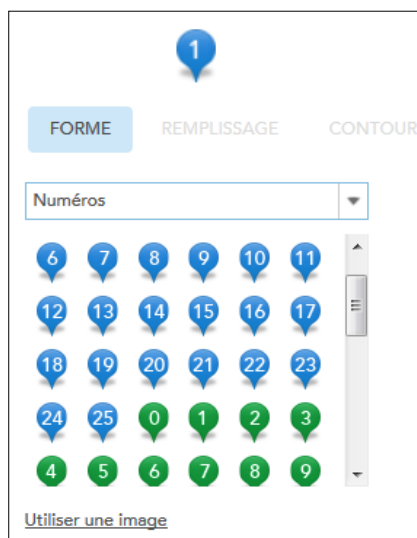 1
FORME REMPLISSAGE CONTOUR
Numéros
6 7 8 9 10 11
12 13 14 15 16 17
18 19 20 21 22 23
24 25 0 1 2 3
4 5 6 7 8 9
Utiliser une image